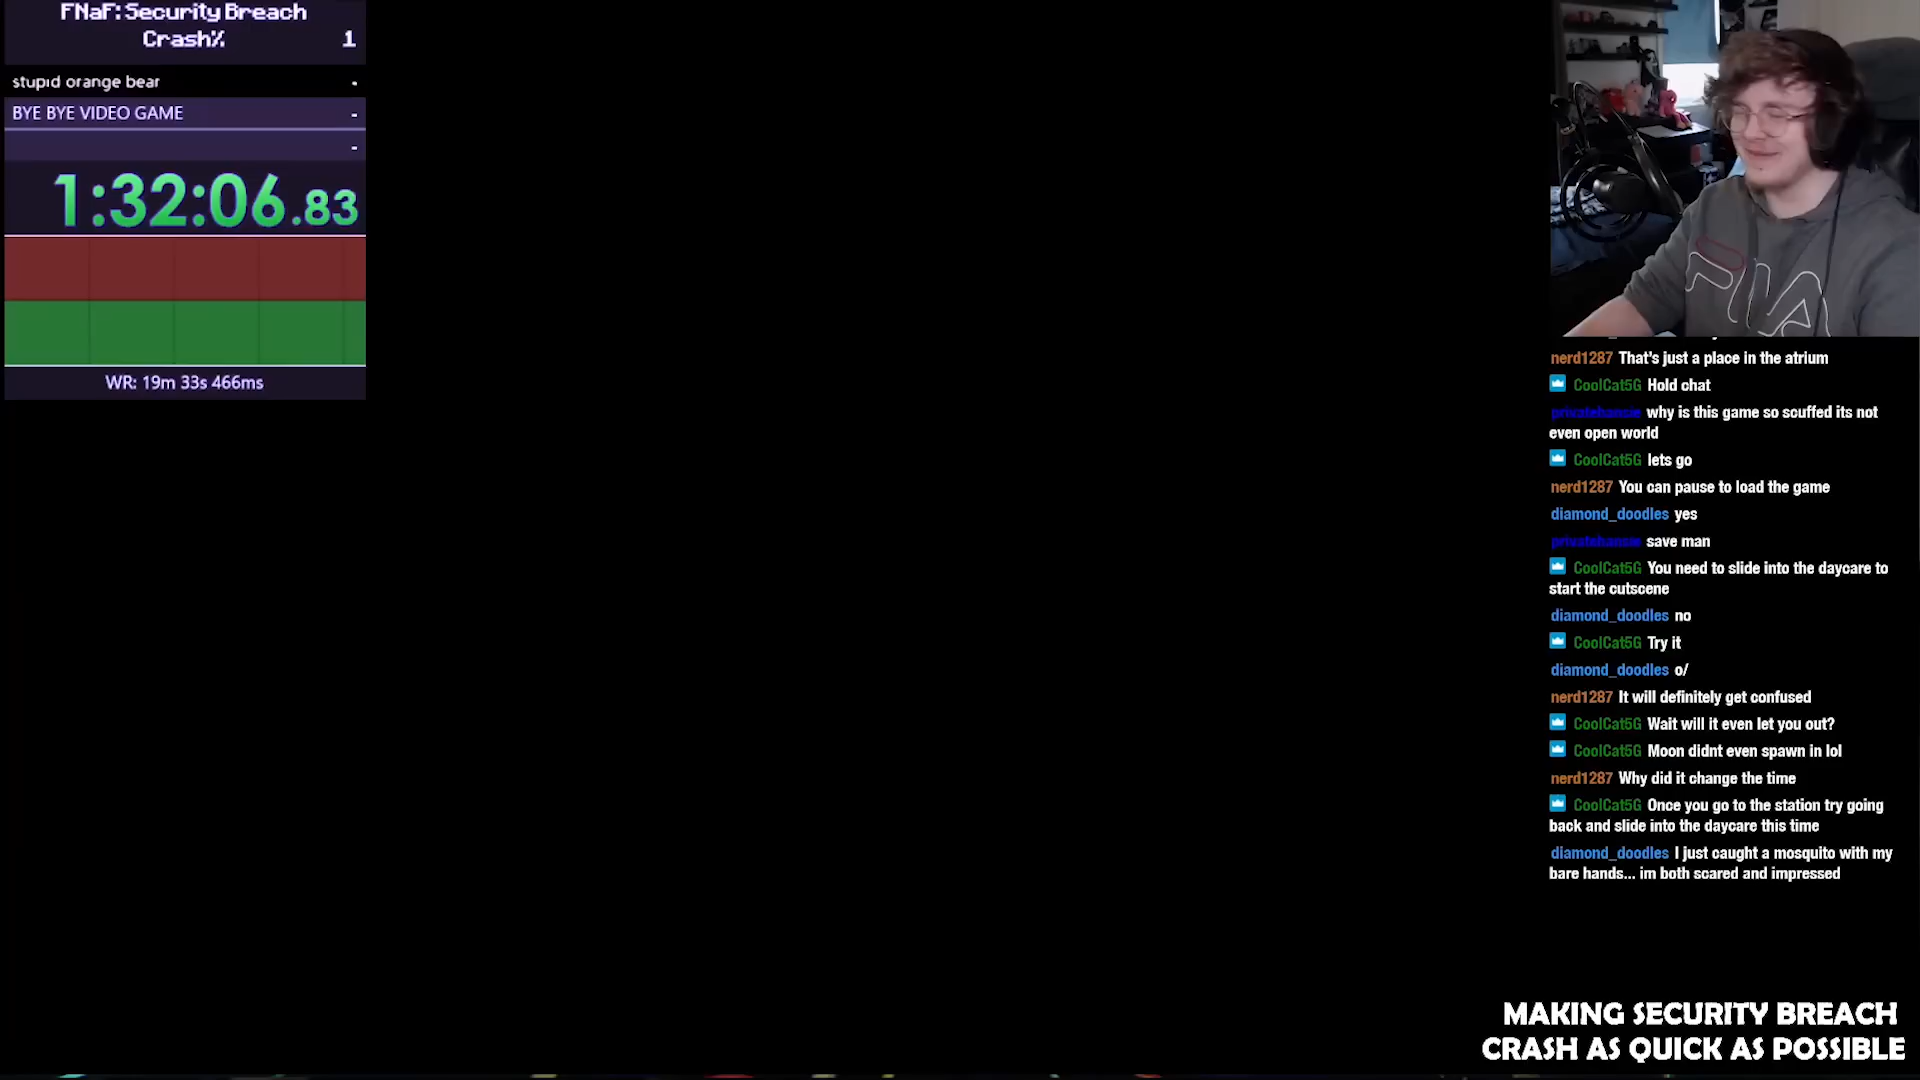 FNaF: Security Breach
Crash% 1
stupid orange bear -
BYE BYE VIDEO GAME -
-
1:32:06.83
WR: 19m 33s 466ms
FILA
nerd1287 That's just a place in the atrium
CoolCat5G Hold chat
privatehansie why is this game so scuffed its not
even open world
CoolCat5G lets go
nerd1287 You can pause to load the game
diamond_doodles yes
privatehansie save man
CoolCat5G You need to slide into the daycare to
start the cutscene
diamond_doodles no
CoolCat5G Try it
diamond_doodles o/
nerd1287 It will definitely get confused
CoolCat5G Wait will it even let you out?
CoolCat5G Moon didnt even spawn in lol
nerd1287 Why did it change the time
CoolCat5G Once you go to the station try going
back and slide into the daycare this time
diamond_doodles I just caught a mosquito with my
bare hands... im both scared and impressed
MAKING SECURITY BREACH
CRASH AS QUICK AS POSSIBLE